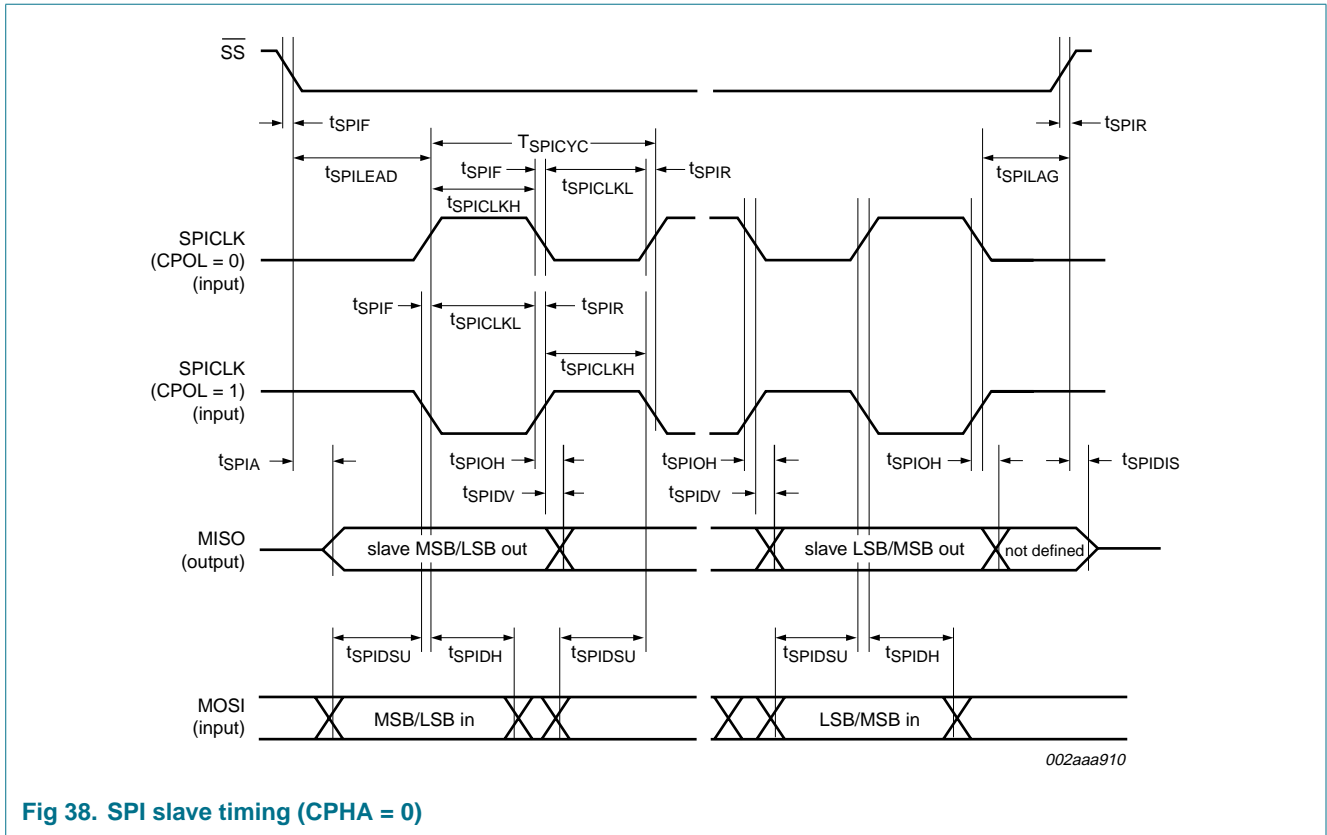 SS
tSPIF
tSPIR
TSPICYC
tSPILEAD
tSPIF
tSPICLKL
tSPIR
tSPILAG
tSPICLKH
SPICLK
(CPOL = 0)
(input)
tSPIF
tSPICLKL
tSPIR
tSPICLKH
SPICLK
(CPOL = 1)
(input)
tSPIA
tSPIOH
tSPIOH
tSPIOH
tSPIDIS
tSPIDV
tSPIDV
MISO
(output)
slave MSB/LSB out
slave LSB/MSB out
not defined
tSPIDSU
tSPIDH
tSPIDSU
tSPIDSU
tSPIDH
MOSI
(input)
MSB/LSB in
LSB/MSB in
002aaa910
Fig 38. SPI slave timing (CPHA = 0)